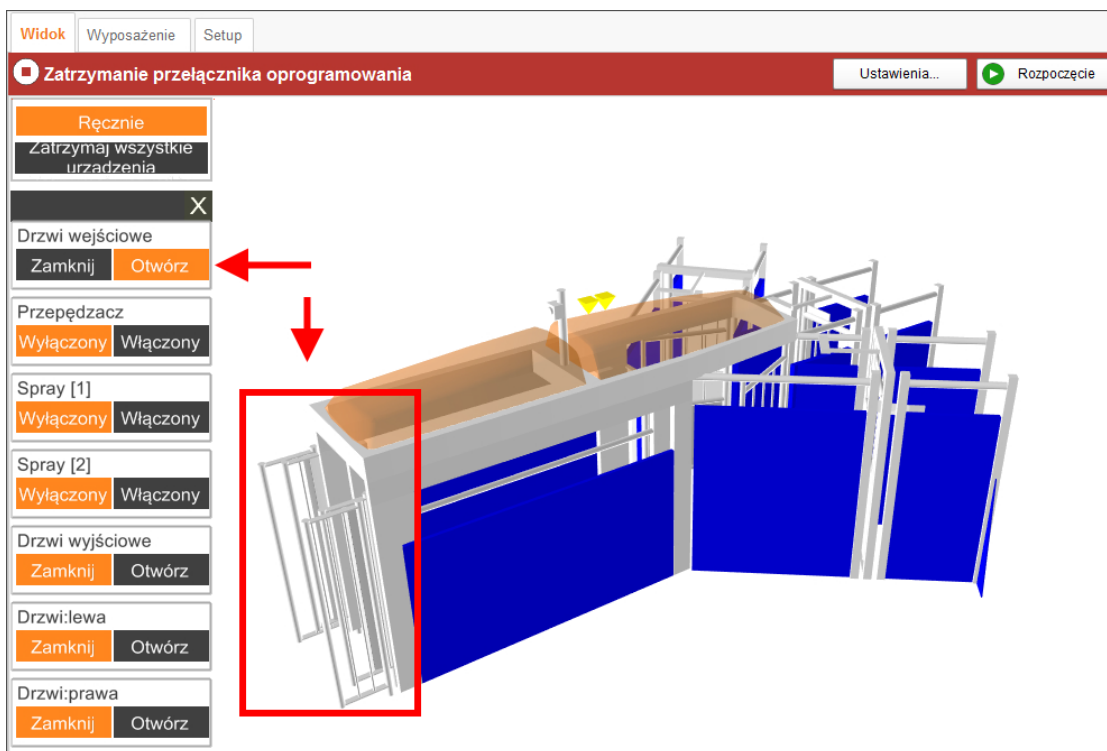 Widok Wyposażenie Setup
Zatrzymanie przełącznika oprogramowania Ustawienia... Rozpoczęcie
Ręcznie
Zatrzymaj wszystkie
urzadzenia
X
Drzwi wejściowe
Zamknij Otwórz
Przepędzacz
Wyłączony Włączony
Spray [1]
Wyłączony Włączony
Spray [2]
Wyłączony Włączony
Drzwi wyjściowe
Zamknij Otwórz
Drzwi:lewa
Zamknij Otwórz
Drzwi:prawa
Zamknij Otwórz